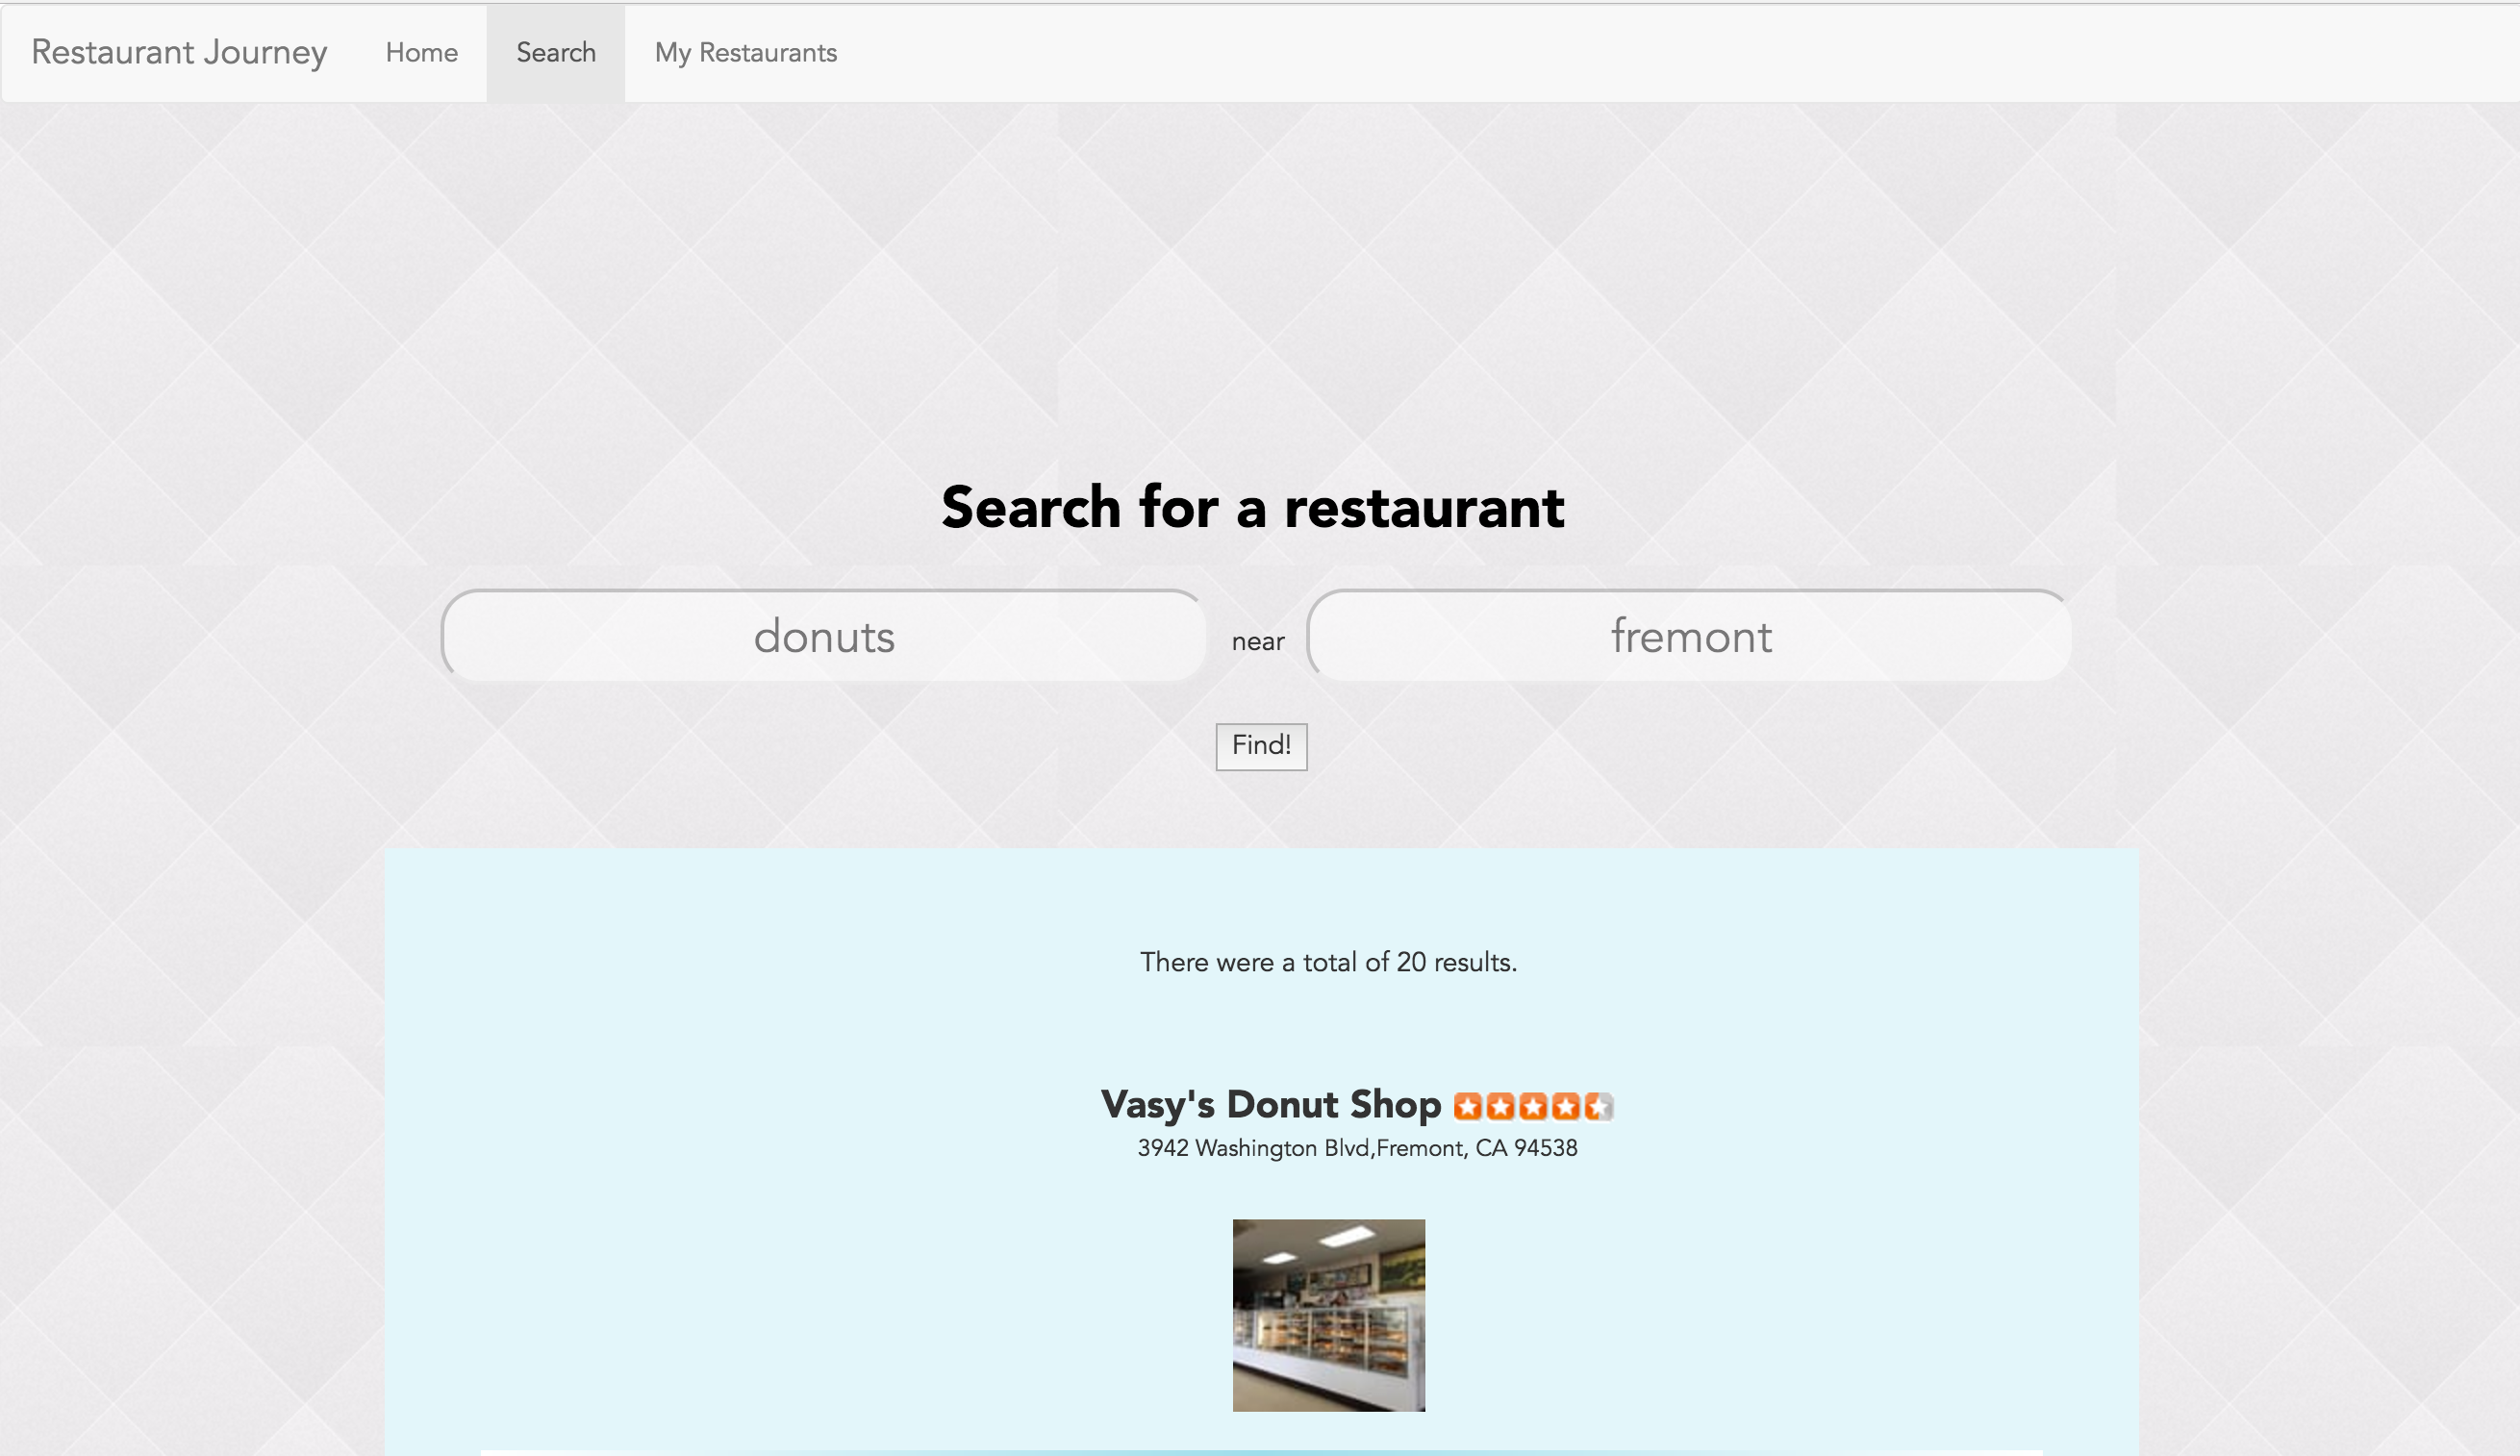 Restaurant Journey Home Search My Restaurants
Search for a restaurant
donuts near fremont
Find!
There were a total of 20 results.
Vasy's Donut Shop
3942 Washington Blvd,Fremont, CA 94538